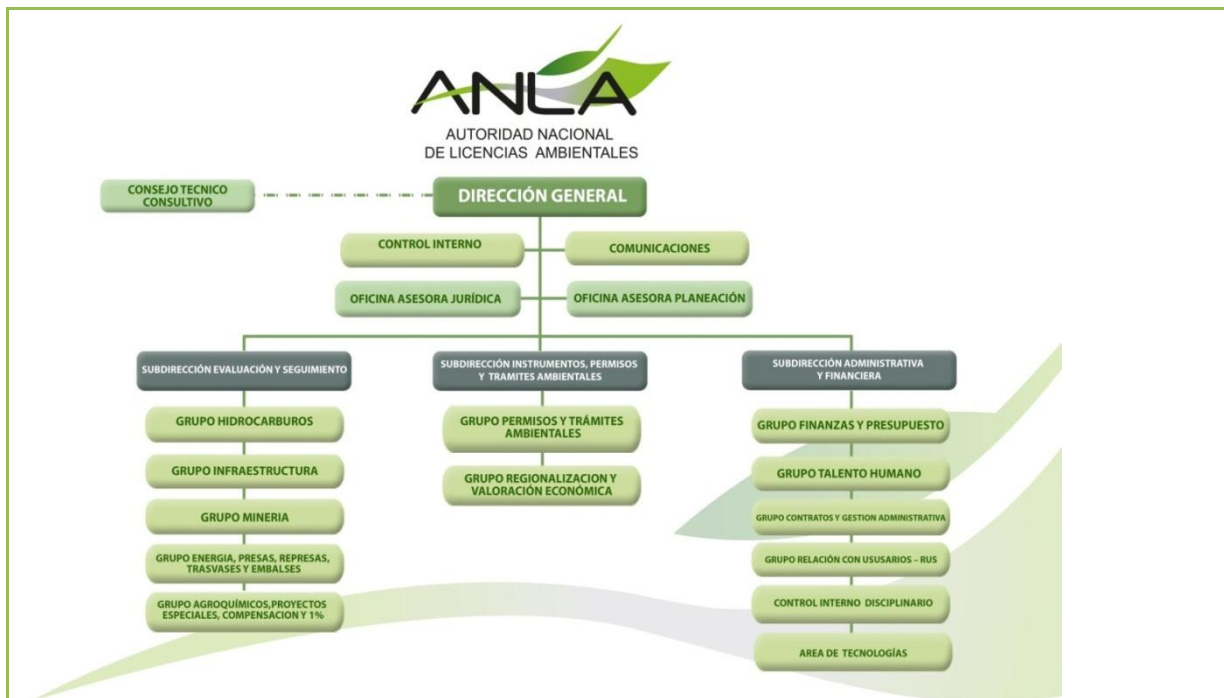 ANLA
AUTORIDAD NACIONAL
DE LICENCIAS AMBIENTALES
CONSEJO TECNICO
CONSULTIVO
DIRECCIÓN GENERAL
CONTROL INTERNO
COMUNICACIONES
OFICINA ASESORA JURÍDICA
OFICINA ASESORA PLANEACIÓN
SUBDIRECCIÓN EVALUACIÓN Y SEGUIMIENTO
GRUPO HIDROCARBUROS
GRUPO INFRAESTRUCTURA
GRUPO MINERIA
GRUPO ENERGIA, PRESAS, REPRESAS,
TRASVASES Y EMBALSES
GRUPO AGROQUÍMICOS,PROYECTOS
ESPECIALES, COMPENSACION Y 1%
SUBDIRECCIÓN INSTRUMENTOS, PERMISOS
Y TRAMITES AMBIENTALES
GRUPO PERMISOS Y TRÁMITES
AMBIENTALES
GRUPO REGIONALIZACION Y
VALORACIÓN ECONÓMICA
SUBDIRECCIÓN ADMINISTRATIVA
Y FINANCIERA
GRUPO FINANZAS Y PRESUPUESTO
GRUPO TALENTO HUMANO
GRUPO CONTRATOS Y GESTION ADMINISTRATIVA
GRUPO RELACIÓN CON USUSARIOS – RUS
CONTROL INTERNO DISCIPLINARIO
AREA DE TECNOLOGÍAS